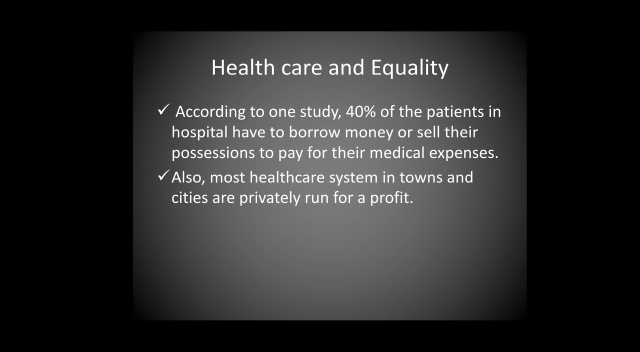 Health care and Equality
✓ According to one study, 40% of the patients in
hospital have to borrow money or sell their
possessions to pay for their medical expenses.
✓Also, most healthcare system in towns and
cities are privately run for a profit.